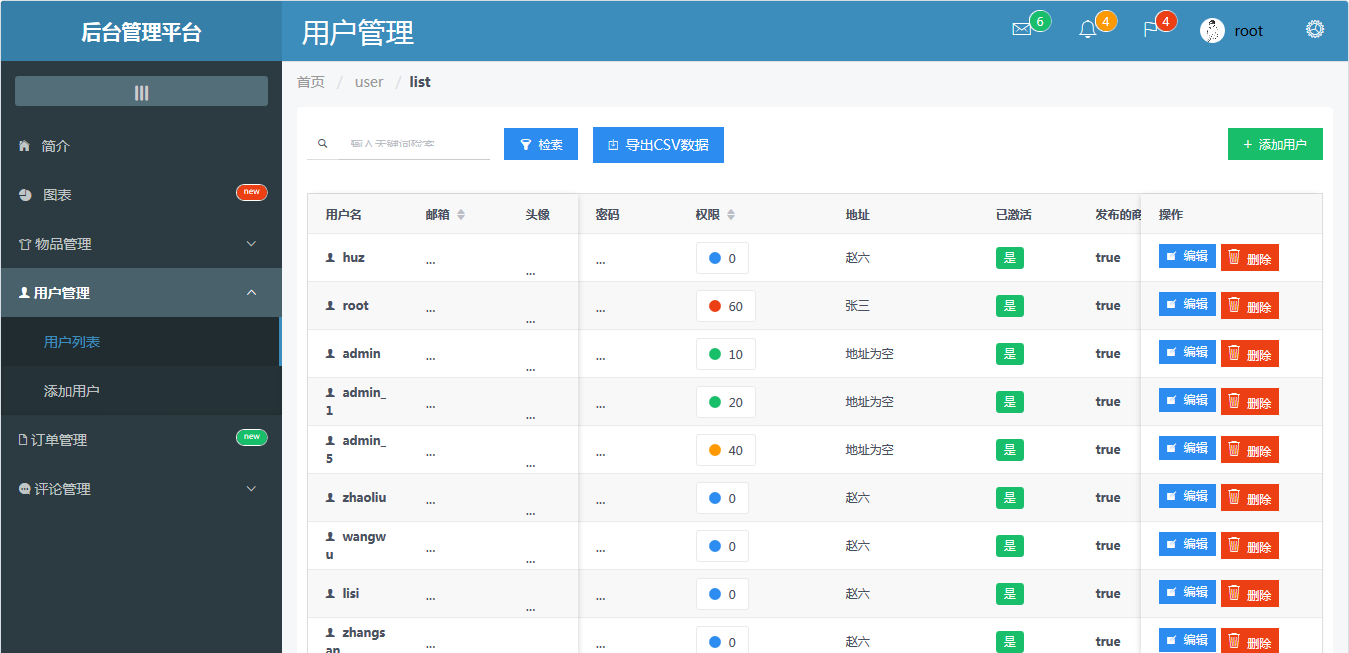 后台管理平台
用户管理
6
4
4
root
简介
图表
new
物品管理
用户管理
用户列表
添加用户
订单管理
new
评论管理
首页 / user / list
输入关键词检索
检索
导出CSV数据
+ 添加用户
用户名 邮箱 头像 密码 权限 地址 已激活 发布的商 操作
huz ... ... ... 0 赵六 是 true 编辑 删除
root ... ... ... 60 张三 是 true 编辑 删除
admin ... ... ... 10 地址为空 是 true 编辑 删除
admin_
1 ... ... ... 20 地址为空 是 true 编辑 删除
admin_
5 ... ... ... 40 地址为空 是 true 编辑 删除
zhaoliu ... ... ... 0 赵六 是 true 编辑 删除
wangw
u ... ... ... 0 赵六 是 true 编辑 删除
lisi ... ... ... 0 赵六 是 true 编辑 删除
zhangs
an ... ... 0 赵六 是 true 编辑 删除